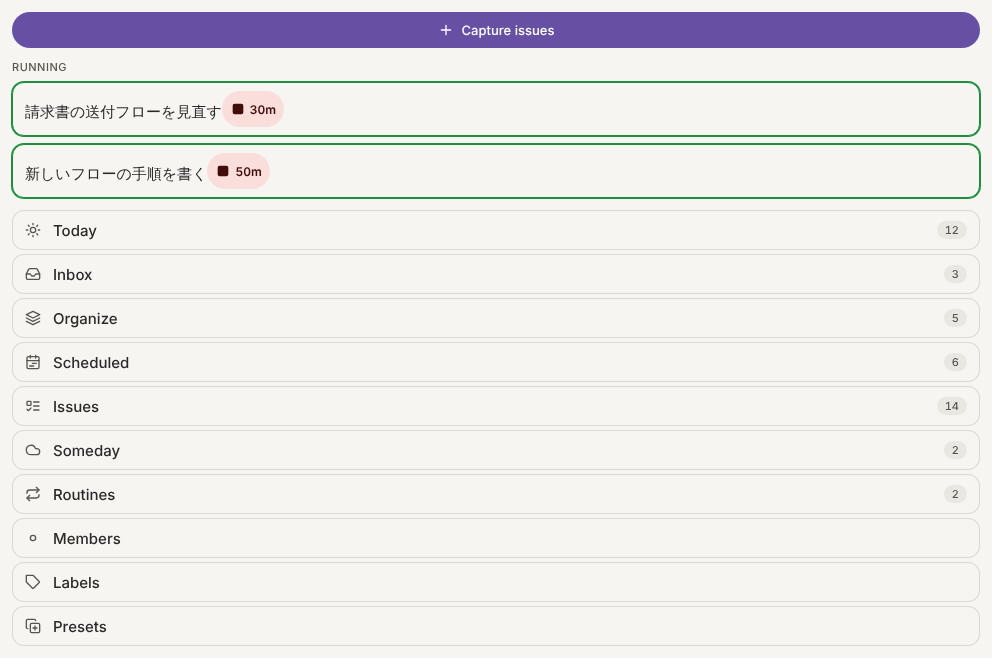 Capture issues
RUNNING
請求書の送付フローを見直す 30m
新しいフローの手順を書く 50m
Today 12
Inbox 3
Organize 5
Scheduled 6
Issues 14
Someday 2
Routines 2
Members
Labels
Presets